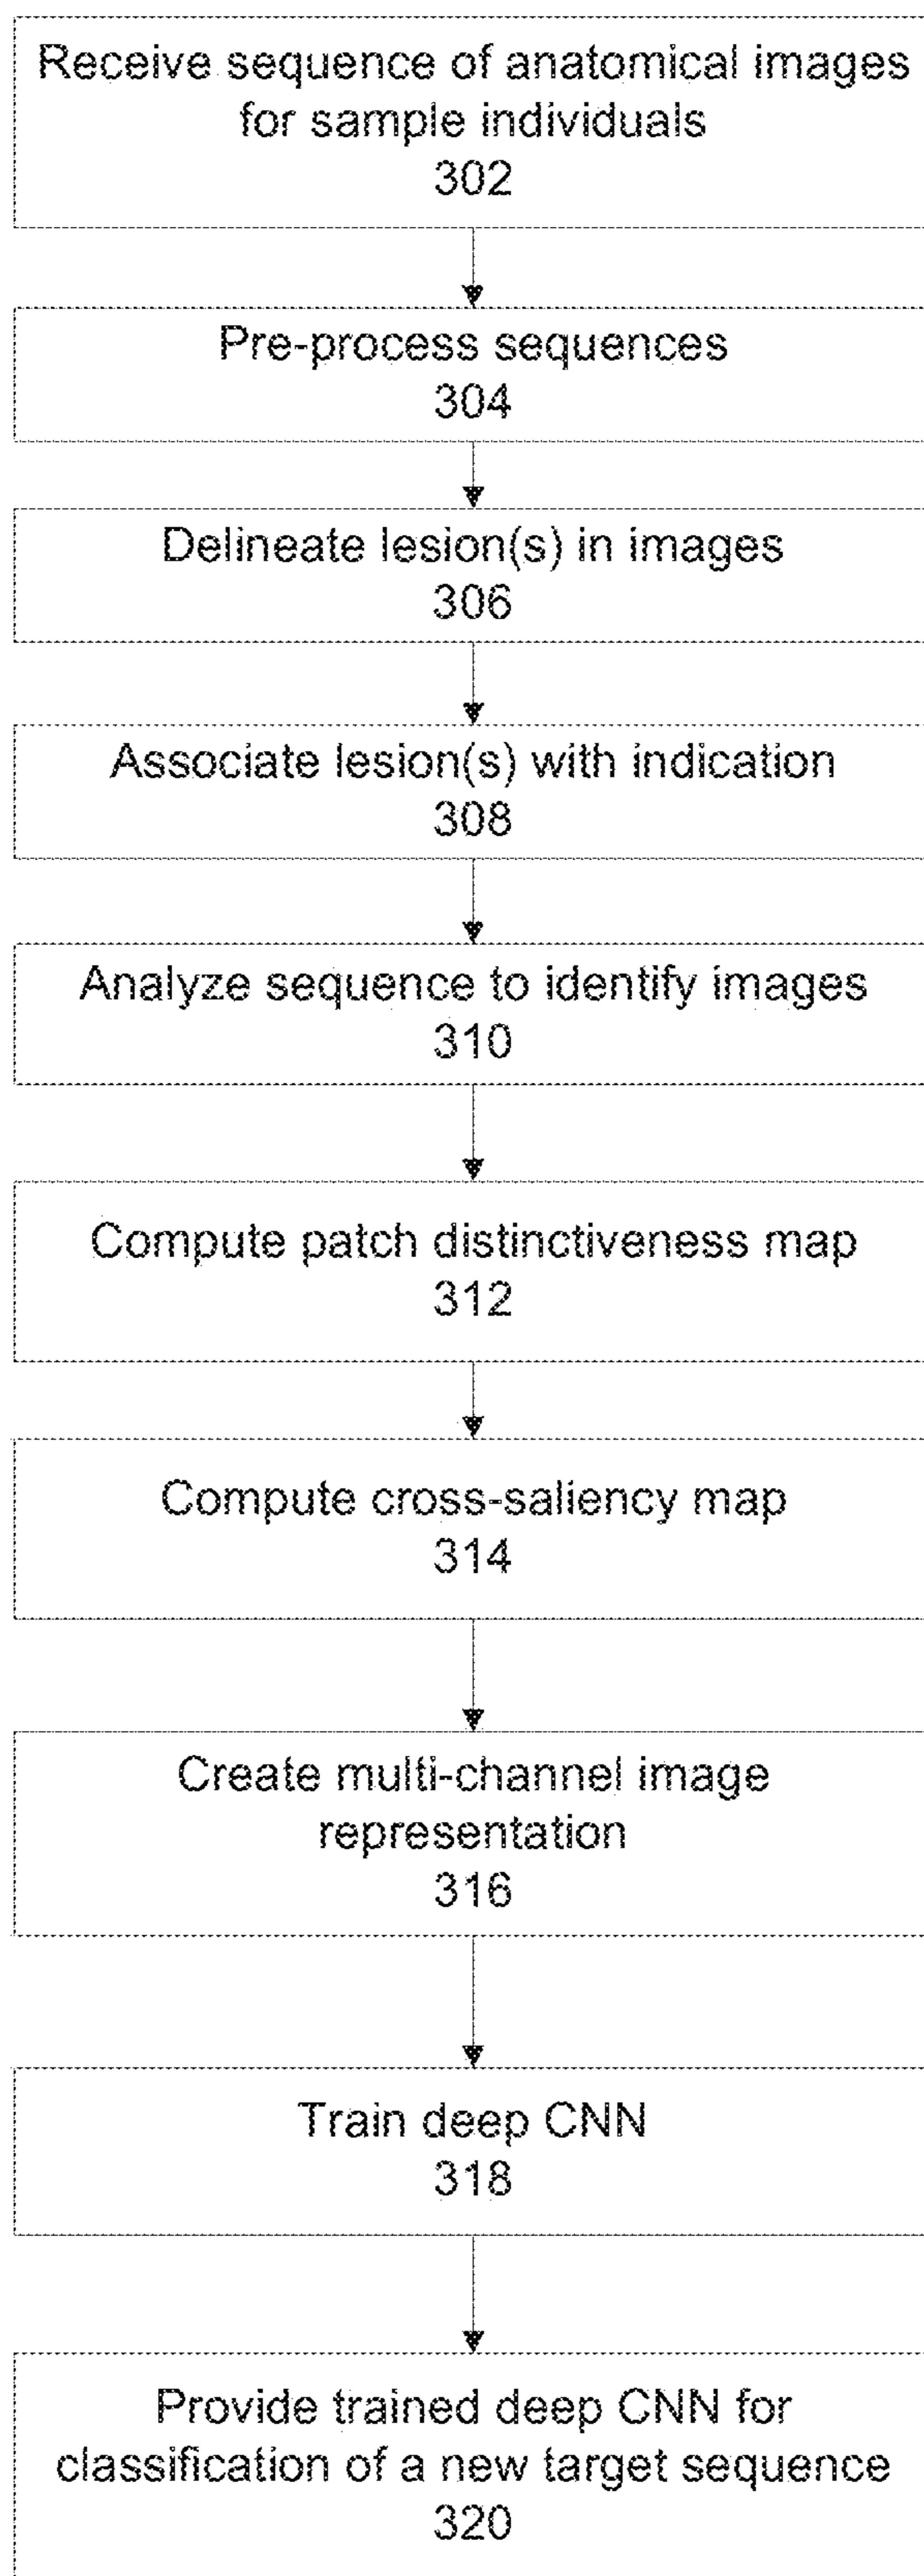 Receive sequence of anatomical images
for sample individuals
302
Pre-process sequences
304
Delineate lesion(s) in images
306
Associate lesion(s) with indication
308
Analyze sequence to identify images
310
Compute patch distinctiveness map
312
Compute cross-saliency map
314
Create multi-channel image
representation
316
Train deep CNN
318
Provide trained deep CNN for
classification of a new target sequence
320